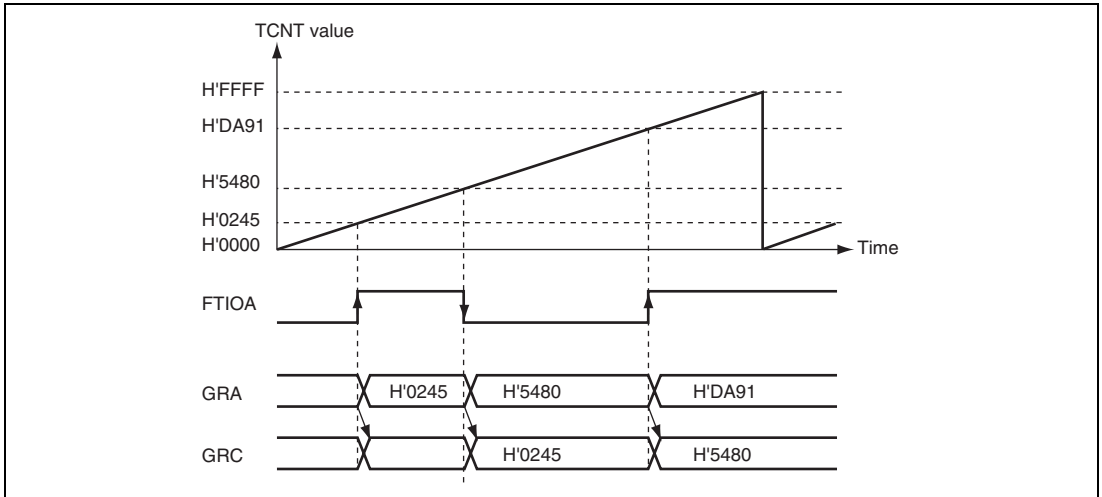 TCNT value
H'FFFF
H'DA91
H'5480
H'0245
H'0000
Time
FTIOA
GRA H'0245 H'5480 H'DA91
GRC H'0245 H'5480